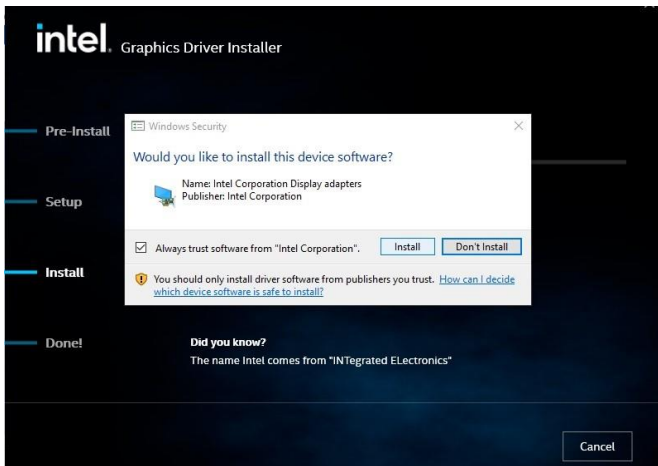 intel. Graphics Driver Installer
Pre-Install
Windows Security
Would you like to install this device software?
Name: Intel Corporation Display adapters
Publisher: Intel Corporation
Always trust software from "Intel Corporation".
Install
Don't Install
You should only install driver software from publishers you trust. How can I decide
which device software is safe to install?
Setup
Install
Done!
Did you know?
The name Intel comes from "INTegrated ELectronics"
Cancel